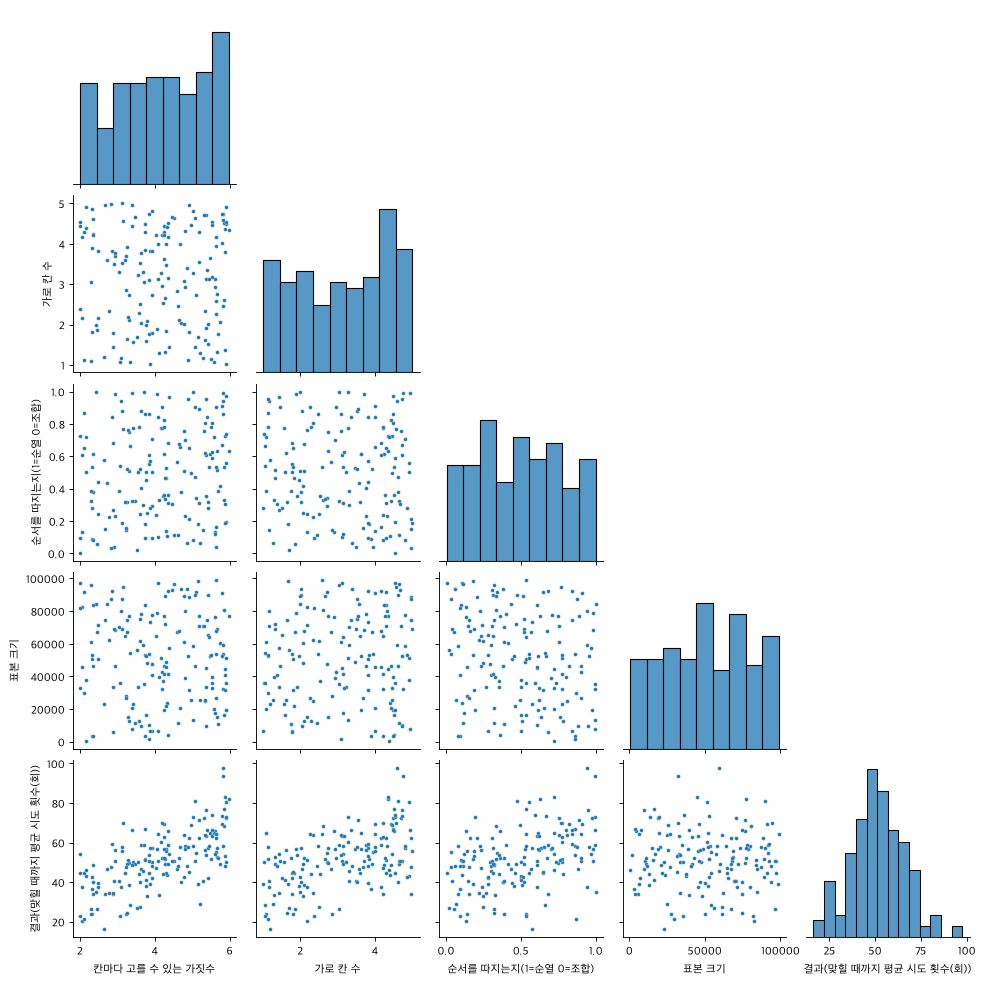 5
4
3
2
1
가로 칸 수
1.0
0.8
0.6
0.4
0.2
0.0
순서를 따지는지(1=순열 0=조합)
100000
80000
60000
40000
20000
0
표본 크기
100
80
60
40
20
결과(맞힐 때까지 평균 시도 횟수(회))
2 4 6
칸마다 고를 수 있는 가짓수
2 4
가로 칸 수
0.0 0.5 1.0
순서를 따지는지(1=순열 0=조합)
0 50000 100000
표본 크기
25 50 75 100
결과(맞힐 때까지 평균 시도 횟수(회))